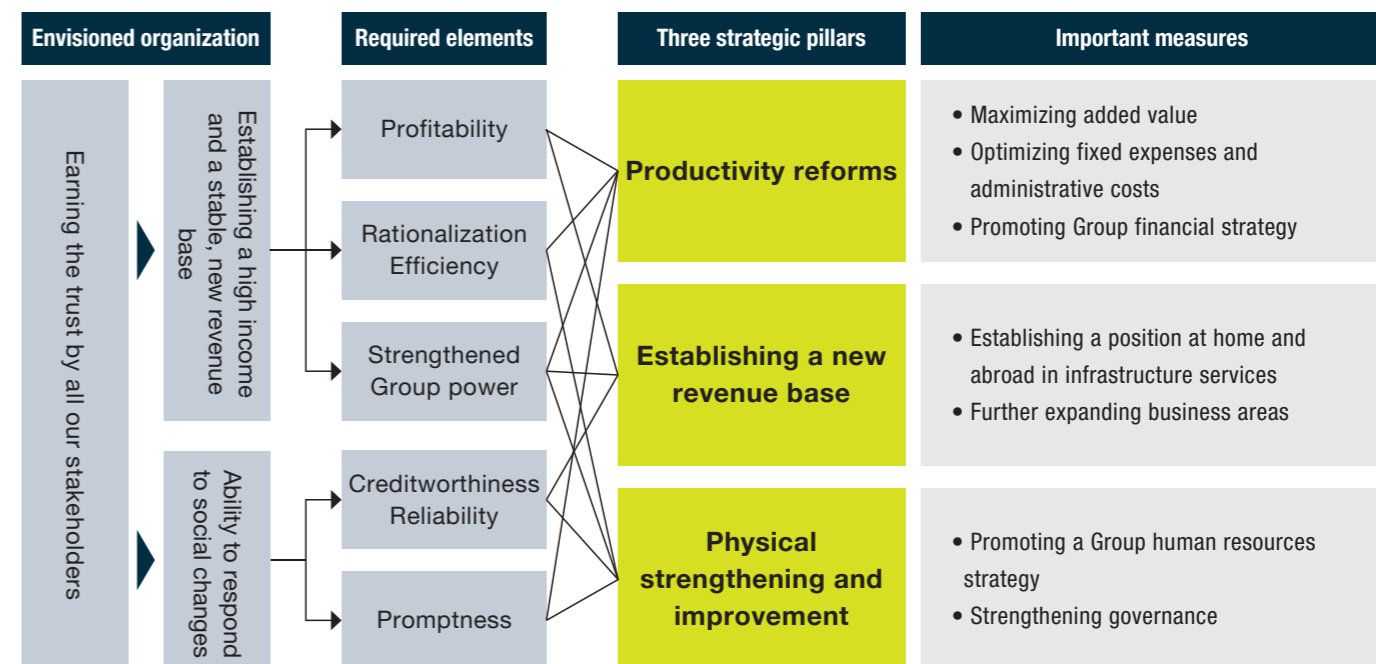 Envisioned organization
Required elements
Three strategic pillars
Important measures
Earning the trust by all our stakeholders
Establishing a high income
and a stable, new revenue
base
Ability to respond
to social changes
Profitability
Rationalization
Efficiency
Strengthened
Group power
Creditworthiness
Reliability
Promptness
Productivity reforms
Establishing a new
revenue base
Physical
strengthening and
improvement
• Maximizing added value
• Optimizing fixed expenses and
administrative costs
• Promoting Group financial strategy
• Establishing a position at home and
abroad in infrastructure services
• Further expanding business areas
• Promoting a Group human resources
strategy
• Strengthening governance